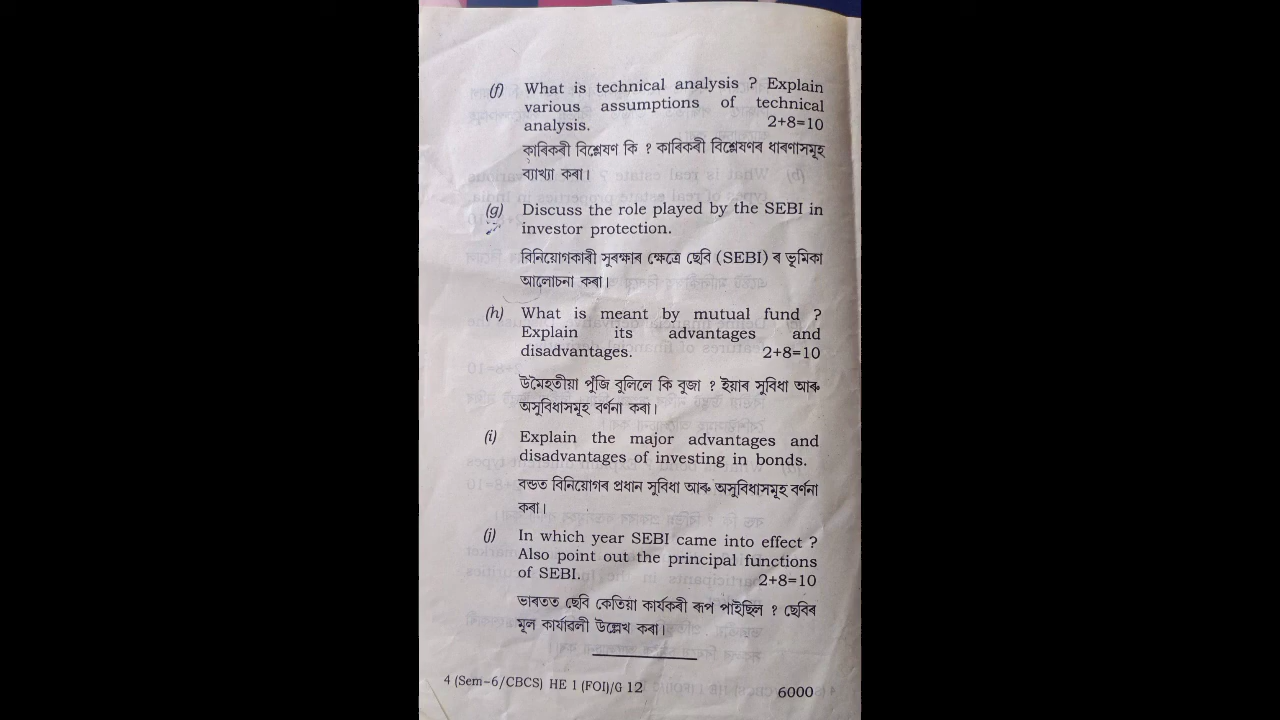 (f) What is technical analysis ? Explain
various assumptions of technical
analysis. 2+8=10
কাৰিকৰী বিশ্লেষণ কি ? কাৰিকৰী বিশ্লেষণৰ ধাৰণাসমূহ
ব্যাখ্যা কৰা।
(g) Discuss the role played by the SEBI in
investor protection.
বিনিয়োগকাৰী সুৰক্ষাৰ ক্ষেত্ৰে ছেবি (SEBI) ৰ ভূমিকা
আলোচনা কৰা।
(h) What is meant by mutual fund ?
Explain its advantages and
disadvantages. 2+8=10
উমৈহতীয়া পুঁজি বুলিলে কি বুজা ? ইয়াৰ সুবিধা আৰু
অসুবিধাসমূহ বৰ্ণনা কৰা।
(i) Explain the major advantages and
disadvantages of investing in bonds.
বন্ডত বিনিয়োগৰ প্ৰধান সুবিধা আৰু অসুবিধাসমূহ বৰ্ণনা
কৰা।
(j) In which year SEBI came into effect ?
Also point out the principal functions
of SEBI. 2+8=10
ভাৰতত ছেবি কেতিয়া কাৰ্যকৰী ৰূপ পাইছিল ? ছেবিৰ
মূল কাৰ্যাৱলী উল্লেখ কৰা।
4 (Sem-6/CBCS) HE 1 (FOI)/G 12 6000